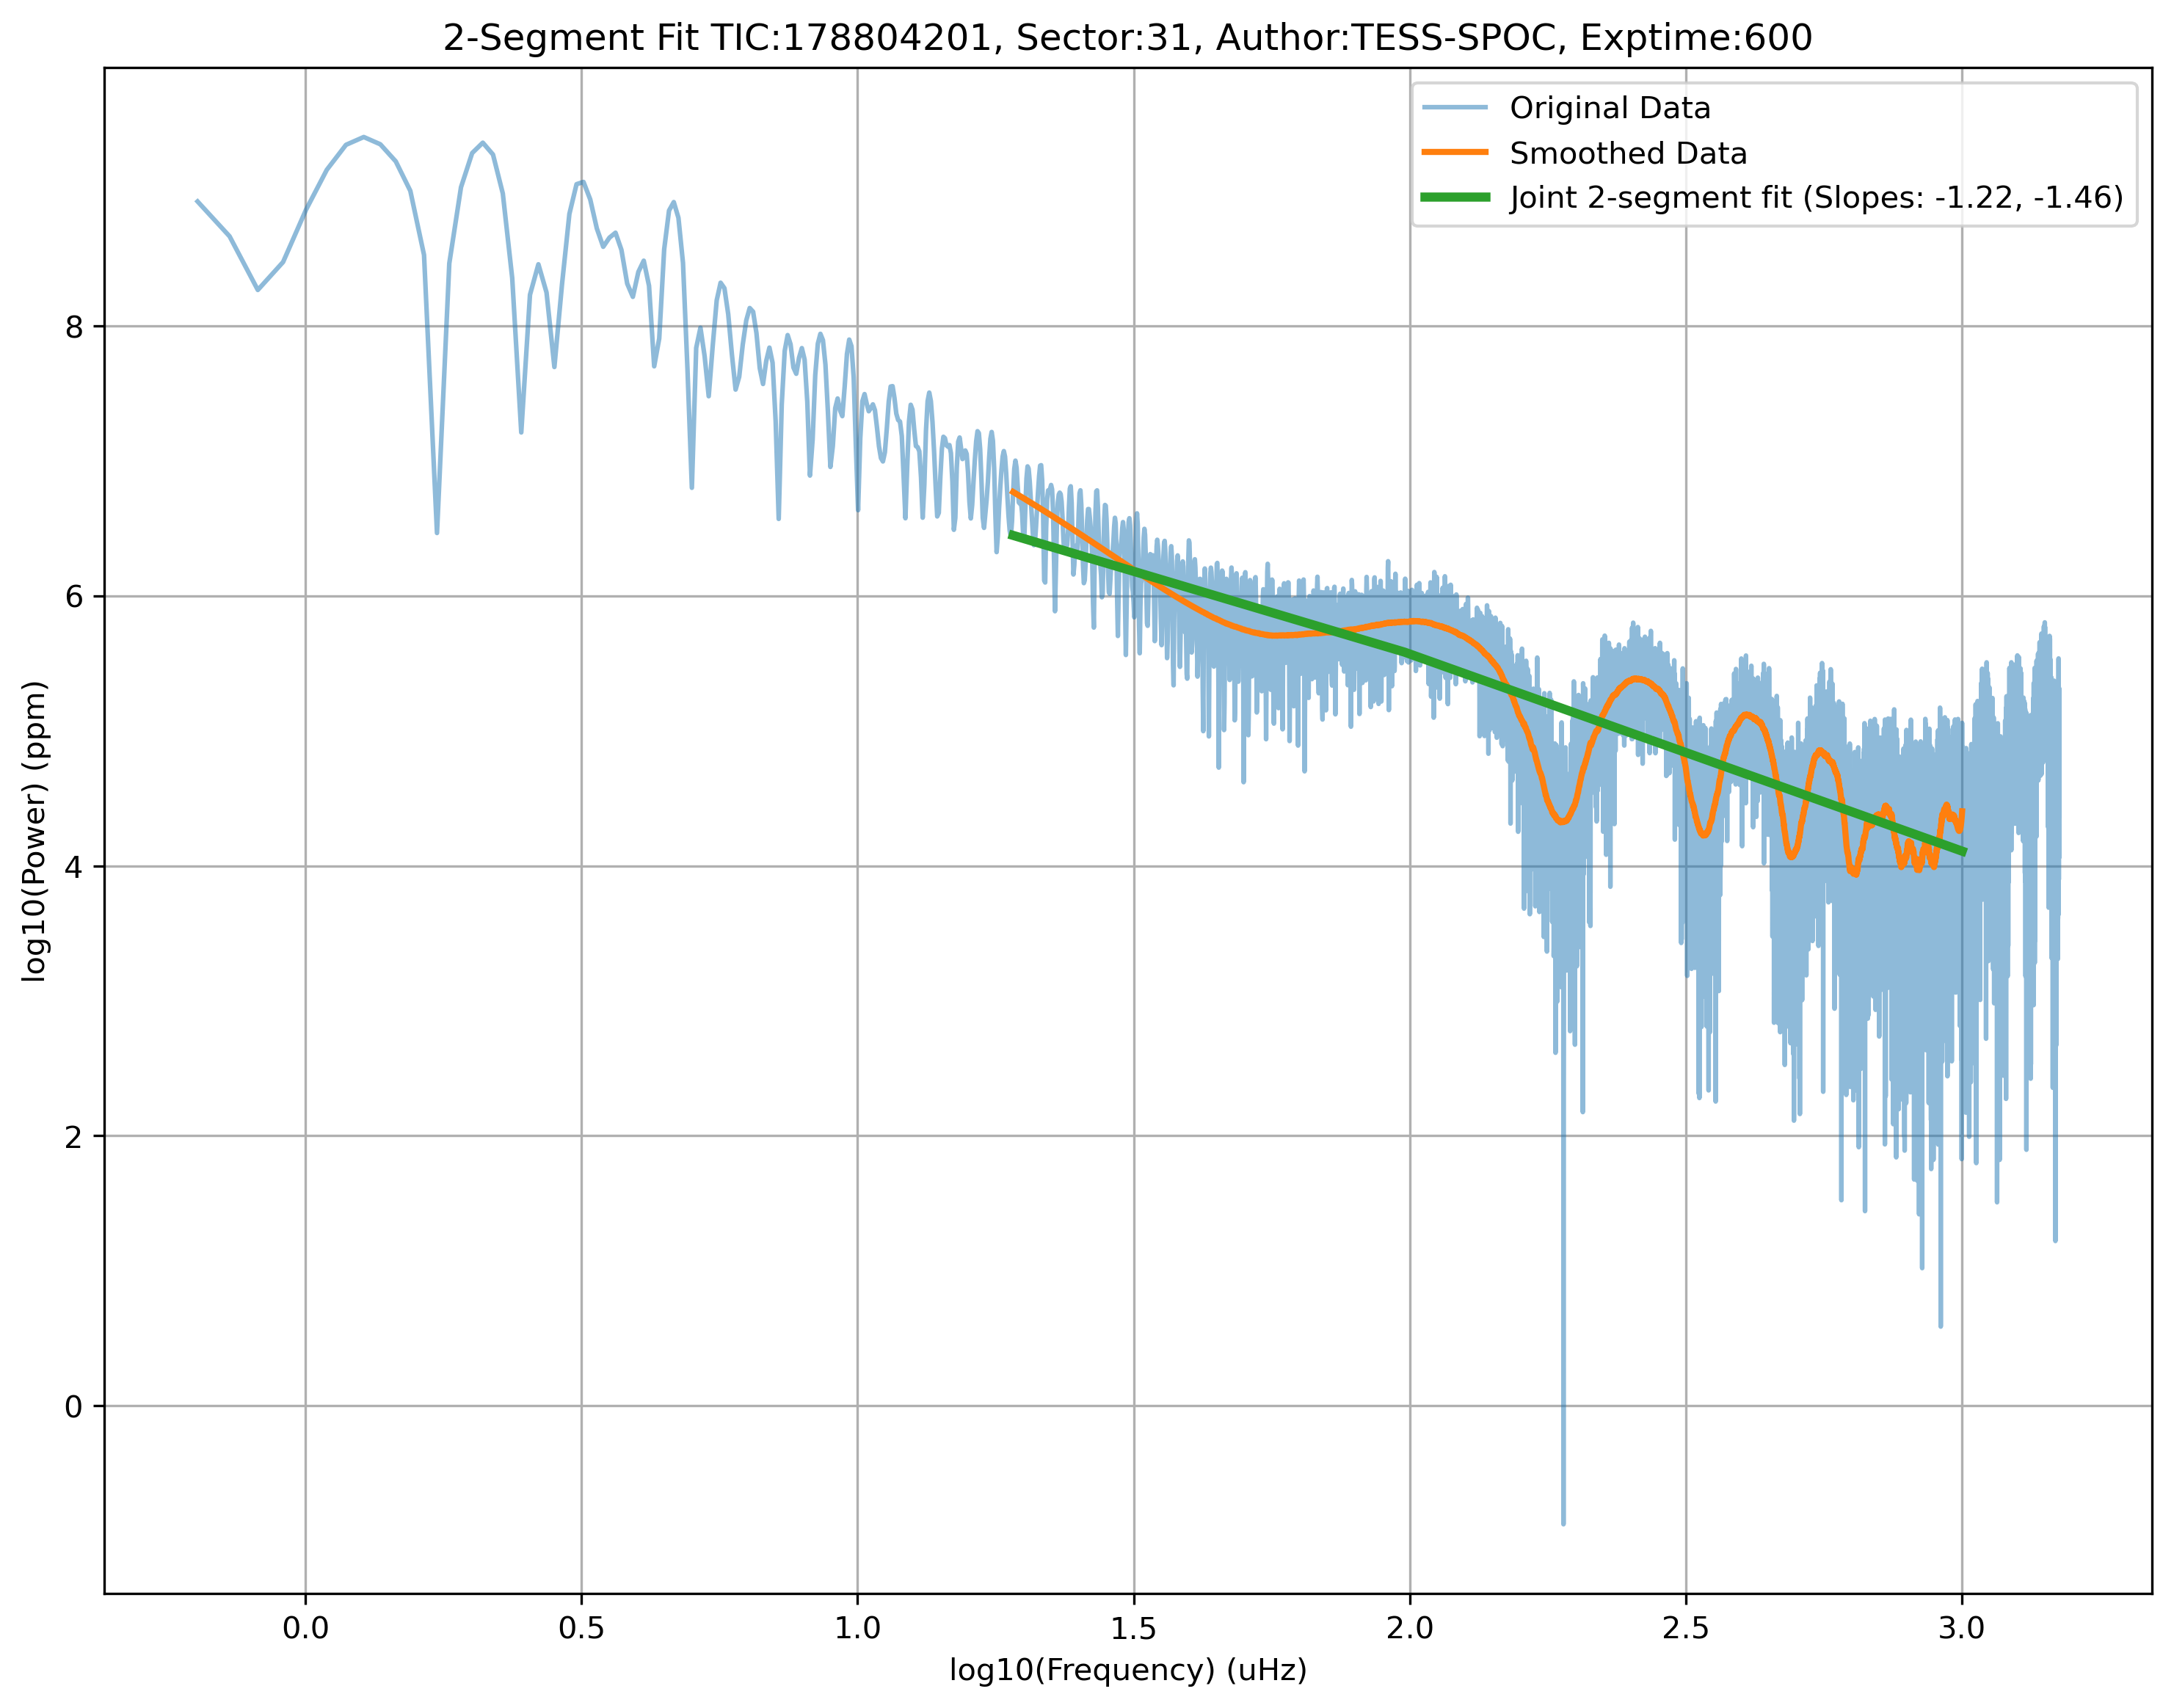 2-Segment Fit TIC:178804201, Sector:31, Author:TESS-SPOC, Exptime:600
Original Data
Smoothed Data
Joint 2-segment fit (Slopes: -1.22, -1.46)
log10(Power) (ppm)
8
6
4
2
0
0.0 0.5 1.0 1.5 2.0 2.5 3.0
log10(Frequency) (uHz)